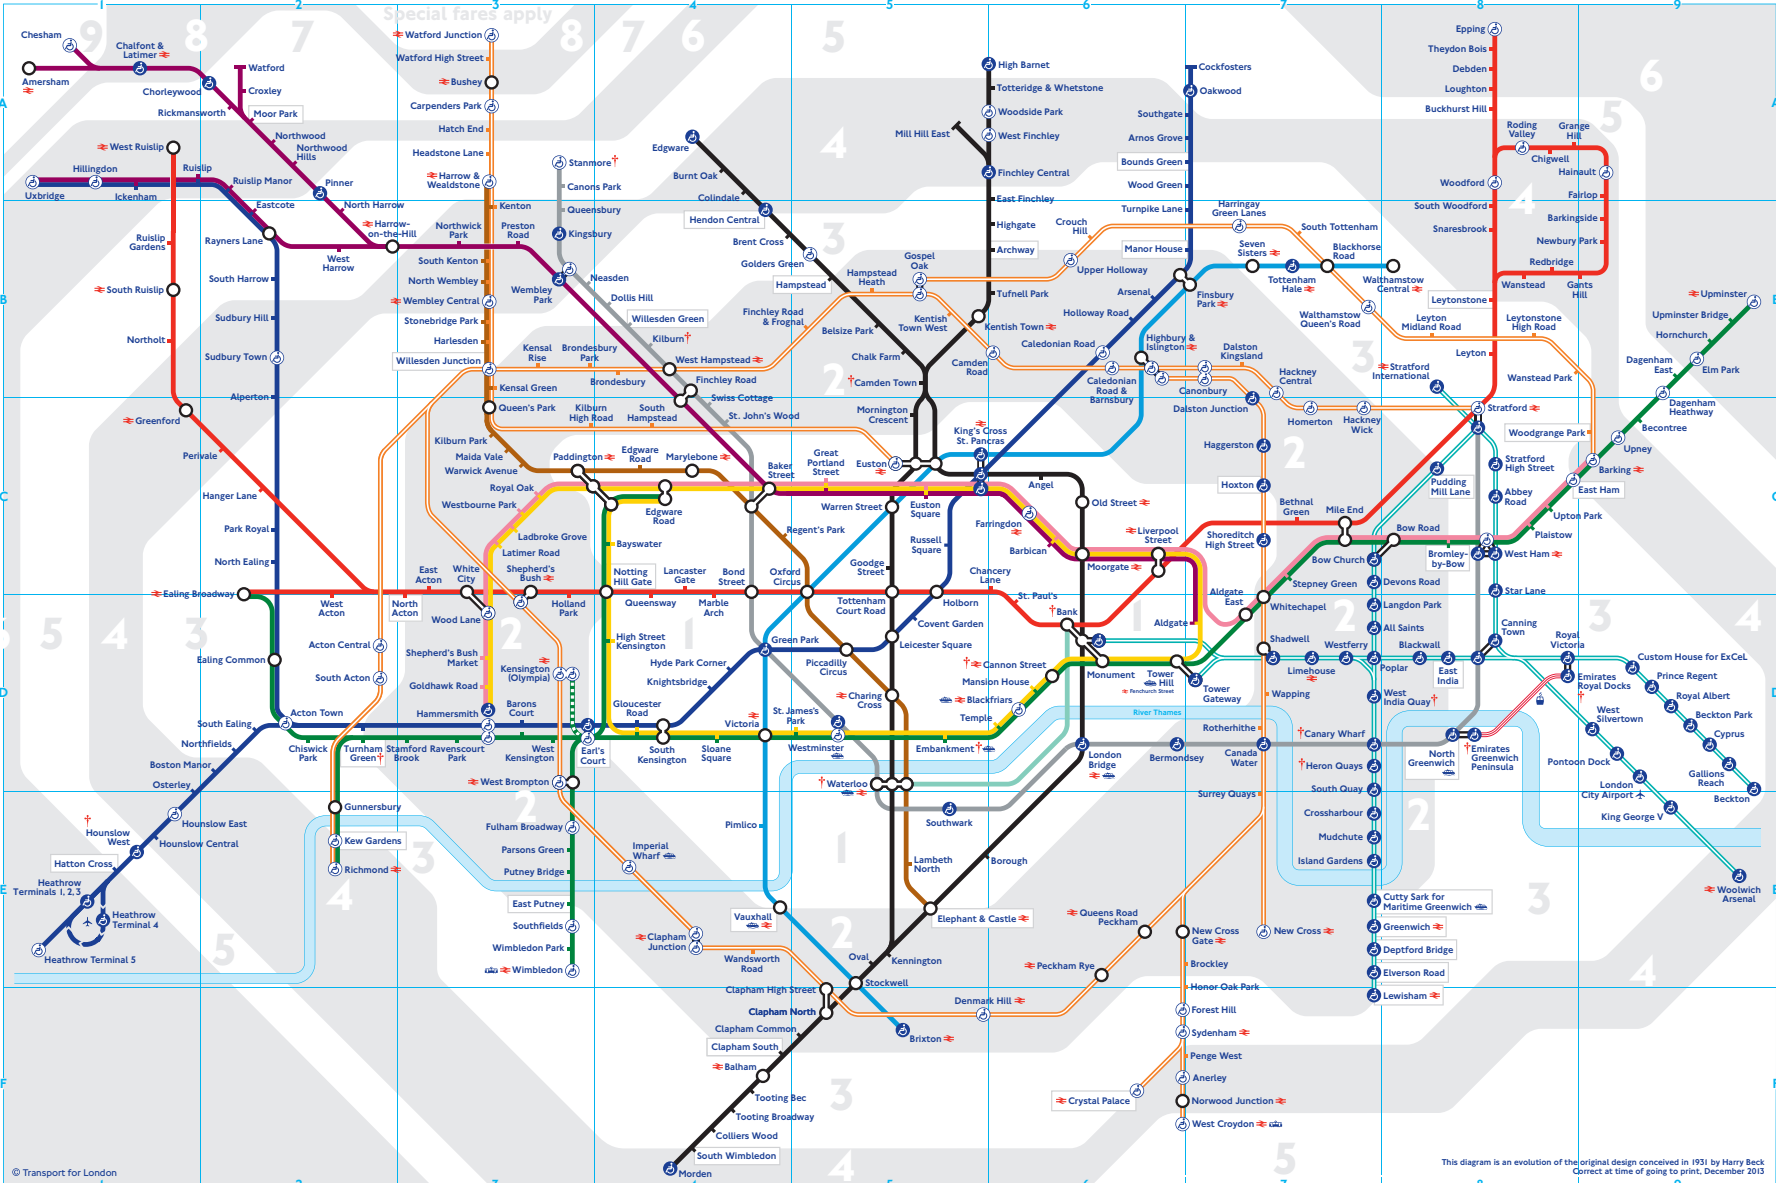 1
2
3
4
5
6
7
8
9
Special fares apply
9
8
7
8
7
6
5
6
5
4
Chesham
Chalfont &
Latimer
Amersham
Chorleywood
Rickmansworth
Watford
Croxley
Moor Park
Northwood
Northwood
Hills
West Ruislip
Hillingdon
Ruislip
Uxbridge
Ickenham
Ruislip Manor
Eastcote
Pinner
North Harrow
Harrow-
on-the-Hill
Ruislip
Gardens
Rayners Lane
West
Harrow
Northwick
Park
Preston
Road
South Ruislip
South Harrow
Sudbury Hill
Northolt
Sudbury Town
Alperton
Greenford
Perivale
Hanger Lane
Park Royal
North Ealing
Ealing Broadway
West
Acton
East
Acton
North
Acton
Watford Junction
Watford High Street
Bushey
Carpenders Park
Hatch End
Headstone Lane
Harrow &
Wealdstone
Kenton
South Kenton
North Wembley
Wembley Central
Stonebridge Park
Harlesden
Willesden Junction
Kensal Green
Queen's Park
Kilburn Park
Maida Vale
Warwick Avenue
Stanmore†
Canons Park
Queensbury
Kingsbury
Wembley
Park
Neasden
Dollis Hill
Willesden Green
Kilburn†
West Hampstead
Finchley Road
Swiss Cottage
St. John's Wood
Kensal
Rise
Brondesbury
Park
Brondesbury
Kilburn
High Road
South
Hampstead
Finchley Road
& Frognal
Edgware
Burnt Oak
Colindale
Hendon Central
Brent Cross
Golders Green
Hampstead
Hampstead
Heath
Belsize Park
Chalk Farm
†Camden Town
Mornington
Crescent
Gospel
Oak
Kentish
Town West
Kentish Town
Camden
Road
High Barnet
Totteridge & Whetstone
Woodside Park
Mill Hill East
West Finchley
Finchley Central
East Finchley
Highgate
Archway
Tufnell Park
Cockfosters
Oakwood
Southgate
Arnos Grove
Bounds Green
Wood Green
Turnpike Lane
Manor House
Crouch
Hill
Upper Holloway
Arsenal
Finsbury
Park
Holloway Road
Caledonian Road
Highbury &
Islington
Caledonian
Road &
Barnsbury
Canonbury
Harringay
Green Lanes
Seven
Sisters
South Tottenham
Blackhorse
Road
Tottenham
Hale
Walthamstow
Central
Walthamstow
Queen's Road
Leyton
Midland Road
Leytonstone
High Road
Dalston
Kingsland
Dalston Junction
Hackney
Central
Homerton
Hackney
Wick
Stratford
International
Stratford
Wanstead Park
Woodgrange Park
Epping
Theydon Bois
Debden
Loughton
Buckhurst Hill
Roding
Valley
Grange
Hill
Chigwell
Hainault
Woodford
Fairlop
South Woodford
Barkingside
Snaresbrook
Newbury Park
Redbridge
Wanstead
Gants
Hill
Leytonstone
Leyton
Upminster
Upminster Bridge
Hornchurch
Elm Park
Dagenham
East
Dagenham
Heathway
Becontree
Upney
Barking
East Ham
Upton Park
Plaistow
West Ham
Bromley-
by-Bow
Bow Road
Mile End
Bethnal
Green
Stepney Green
Whitechapel
Stratford
High Street
Abbey
Road
Pudding
Mill Lane
Bow Church
Devons Road
Langdon Park
All Saints
Star Lane
Canning
Town
Haggerston
Hoxton
Shoreditch
High Street
Paddington
Edgware
Road
Marylebone
Baker
Street
Great
Portland
Street
Euston
King's Cross
St. Pancras
Euston
Square
Warren Street
Angel
Old Street
Farringdon
Barbican
Moorgate
Liverpool
Street
Royal Oak
Westbourne Park
Ladbroke Grove
Latimer Road
White
City
Shepherd's
Bush
Wood Lane
Shepherd's Bush
Market
Goldhawk Road
Hammersmith
Edgware
Road
Bayswater
Notting
Hill Gate
Holland
Park
Queensway
Lancaster
Gate
Marble
Arch
Bond
Street
Oxford
Circus
Regent's Park
Goodge
Street
Tottenham
Court Road
Russell
Square
Holborn
Chancery
Lane
St. Paul's
†Bank
Aldgate
East
Aldgate
Covent Garden
Leicester Square
Piccadilly
Circus
Green Park
Hyde Park Corner
Knightsbridge
High Street
Kensington
Kensington
(Olympia)
Gloucester
Road
South
Kensington
Sloane
Square
Victoria
St. James's
Park
Westminster
Charing
Cross
Embankment†
Temple
†Blackfriars
Mansion House
†Cannon Street
Monument
Tower
Hill
Fenchurch Street
Tower
Gateway
Shadwell
Limehouse
Westferry
Poplar
Blackwall
East
India
Royal
Victoria
Custom House for ExCeL
Prince Regent
Royal Albert
Beckton Park
Cyprus
Gallions
Reach
Beckton
Emirates
Royal Docks
†
West
Silvertown
Pontoon Dock
London
City Airport
King George V
Woolwich
Arsenal
North
Greenwich
†Emirates
Greenwich
Peninsula
Ealing Common
South Ealing
Acton Town
Acton Central
South Acton
Chiswick
Park
Turnham
Green†
Stamford
Brook
Ravenscourt
Park
Barons
Court
West
Kensington
Earl's
Court
Northfields
Boston Manor
Osterley
Hounslow East
Hounslow Central
†
Hounslow
West
Hatton Cross
Heathrow
Terminals 1, 2, 3
Heathrow
Terminal 4
Heathrow Terminal 5
Gunnersbury
Kew Gardens
Richmond
West Brompton
Fulham Broadway
Parsons Green
Putney Bridge
East Putney
Southfields
Wimbledon Park
Wimbledon
Imperial
Wharf
Clapham
Junction
Wandsworth
Road
Pimlico
Vauxhall
†Waterloo
Southwark
Lambeth
North
Elephant & Castle
Borough
London
Bridge
Bermondsey
Canada
Water
Wapping
Rotherhithe
River Thames
Surrey Quays
†Canary Wharf
†Heron Quays
West
India Quay†
South Quay
Crossharbour
Mudchute
Island Gardens
Cutty Sark for
Maritime Greenwich
Greenwich
Deptford Bridge
Elverson Road
Lewisham
Oval
Kennington
Stockwell
Clapham High Street
Clapham North
Clapham Common
Clapham South
Balham
Tooting Bec
Tooting Broadway
Colliers Wood
South Wimbledon
Morden
Brixton
Denmark Hill
Peckham Rye
Queens Road
Peckham
New Cross
Gate
New Cross
Brockley
Honor Oak Park
Forest Hill
Sydenham
Penge West
Anerley
Crystal Palace
Norwood Junction
West Croydon
A
B
C
D
E
F
© Transport for London
This diagram is an evolution of the original design conceived in 1931 by Harry Beck
Correct at time of going to print, December 2013